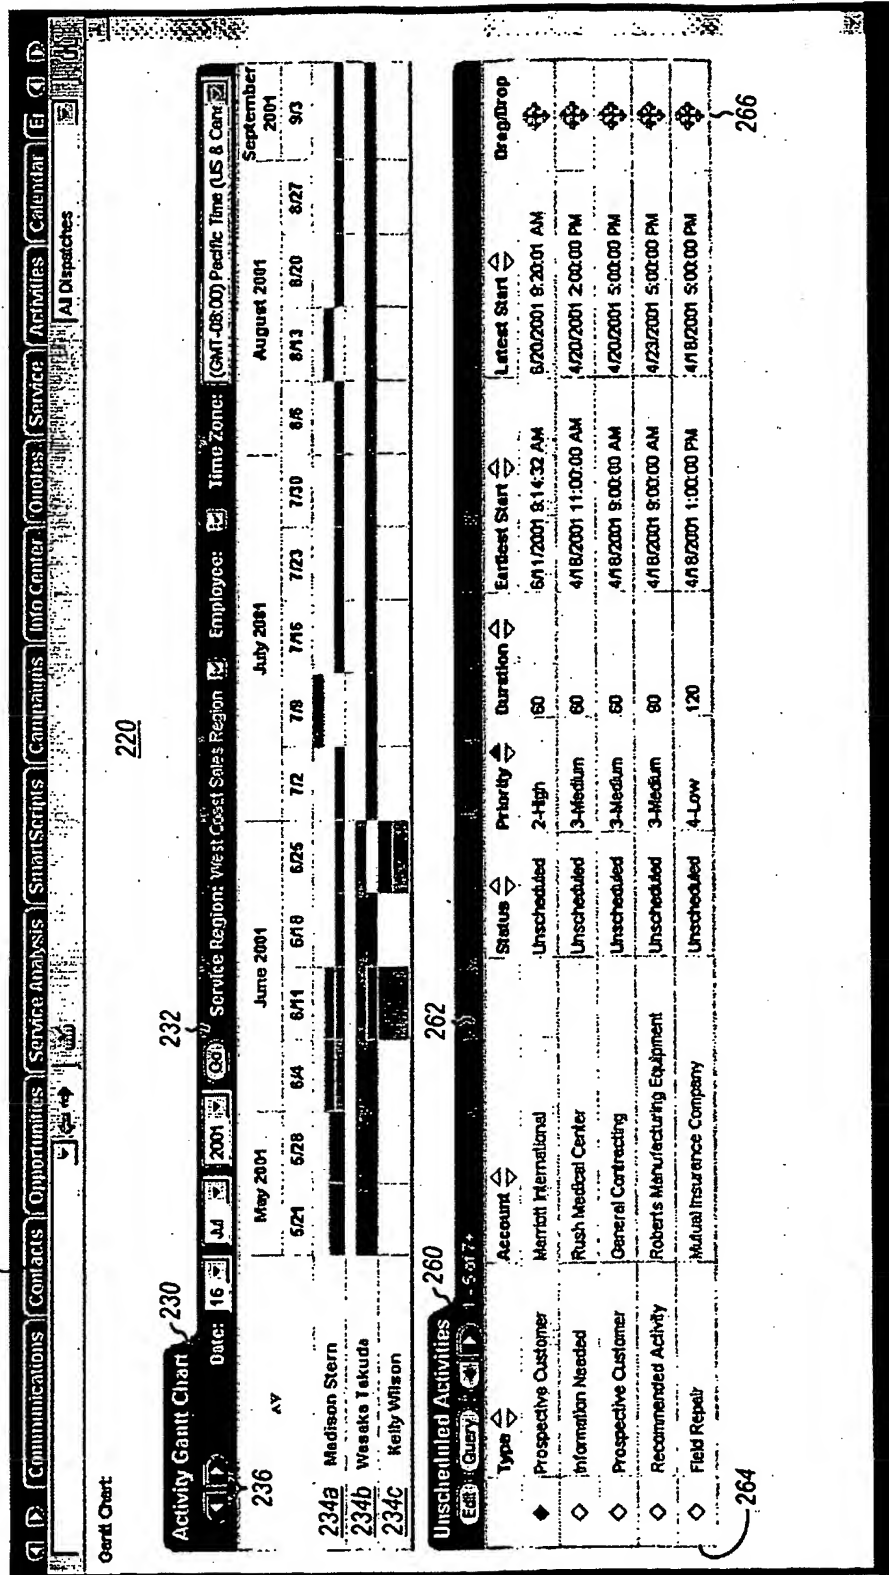 Communications Contacts Opportunities Service Analysis SmartScripts Campaigns Info Center Quotes Service Activities Calendar
All Dispatches
Gantt Chart:
220
Activity Gantt Chart 230
232
Date: 16 Jul 2001 Go Service Region: West Coast Sales Region Employee: Time Zone: (GMT-08:00) Pacific Time (US &
236
May 2001 June 2001 July 2001 August 2001 September 2001
5/21 5/28 6/4 6/11 6/18 6/25 7/2 7/9 7/16 7/23 7/30 8/6 8/13 8/20 8/27 9/3
234a Madison Stern
234b Wasaka Takuda
234c Kelly Wilson
Unscheduled Activities 260
262
Edit Query 1 - 5 of 7+
Type Account Status Priority Duration Earliest Start Latest Start Drag/Drop
Prospective Customer Marriott International Unscheduled 2-High 60 6/11/2001 9:14:32 AM 6/20/2001 9:20:01 AM
Information Needed Rush Medical Center Unscheduled 3-Medium 60 4/18/2001 11:00:00 AM 4/20/2001 2:00:00 PM
Prospective Customer General Contracting Unscheduled 3-Medium 60 4/18/2001 9:00:00 AM 4/20/2001 5:00:00 PM
Recommended Activity Roberts Manufacturing Equipment Unscheduled 3-Medium 4/18/2001 9:00:00 AM 4/23/2001 5:00:00 PM
Field Repair Mutual Insurance Company Unscheduled 4-Low 120 4/18/2001 1:00:00 PM 4/18/2001 5:00:00 PM
264
266